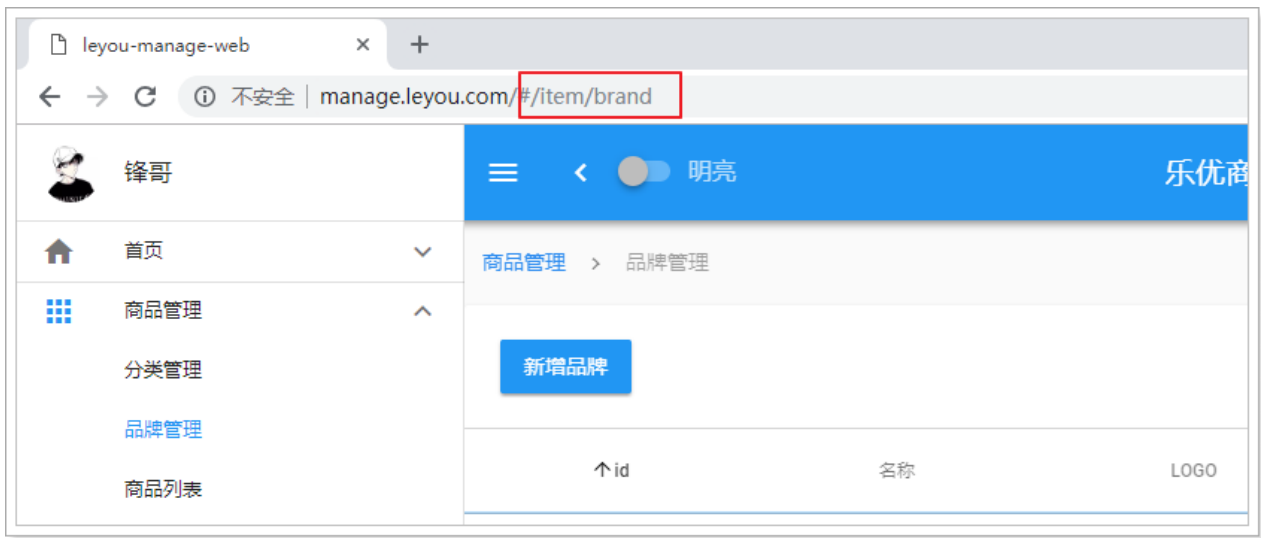 leyou-manage-web
不安全 manage.leyou.com/#/item/brand
锋哥
明亮
乐优商
首页
商品管理 > 品牌管理
商品管理
新增品牌
分类管理
品牌管理
id 名称 LOGO
商品列表